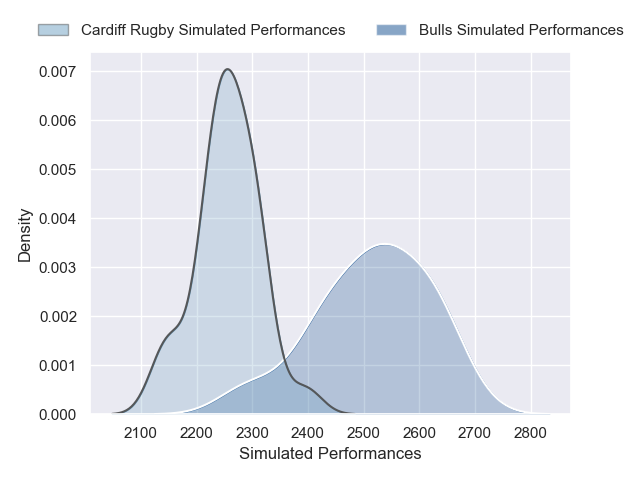 Cardiff Rugby Simulated Performances Bulls Simulated Performances
0.007
0.006
0.005
0.004
0.003
0.002
0.001
0.000
Density
2100 2200 2300 2400 2500 2600 2700 2800
Simulated Performances